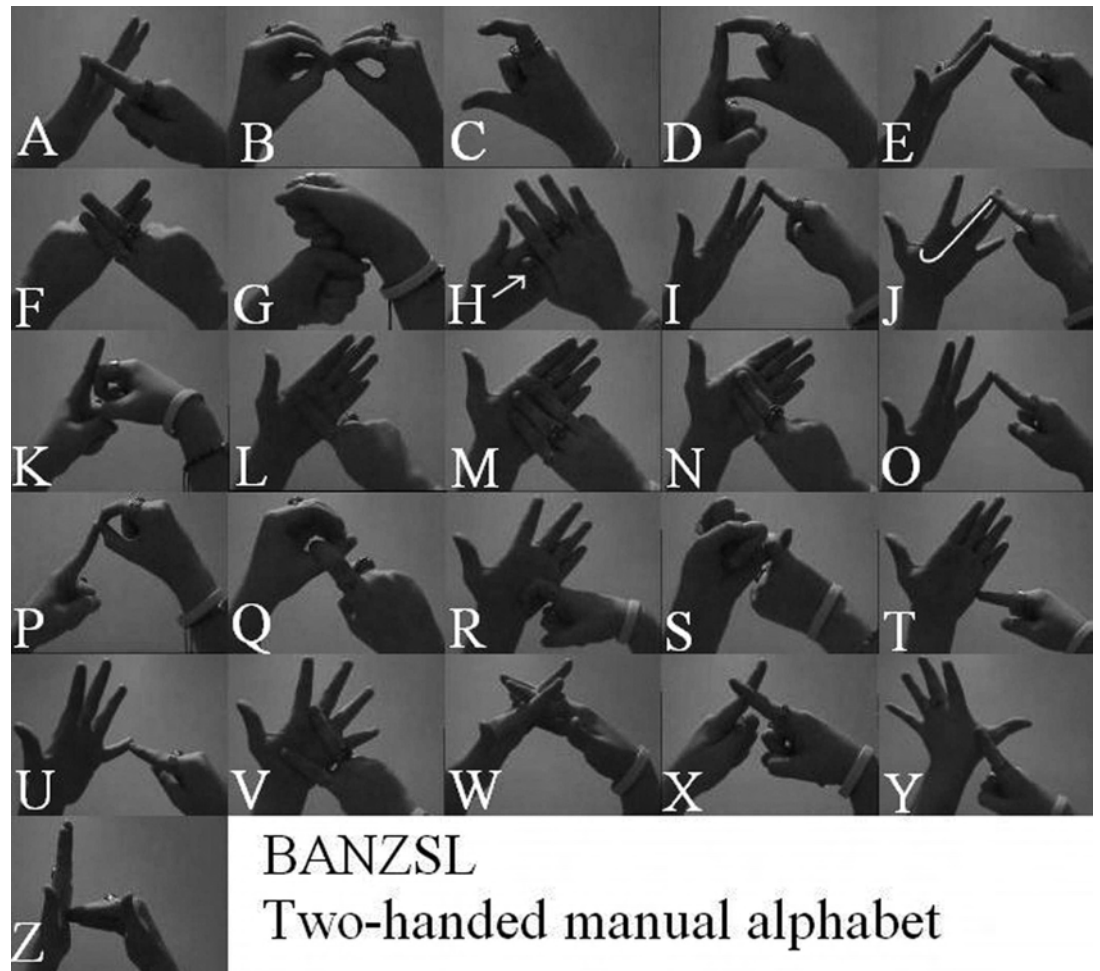 A B C D E
F G H I J
K L M N O
P Q R S T
U V W X Y
Z
BANZSL
Two-handed manual alphabet